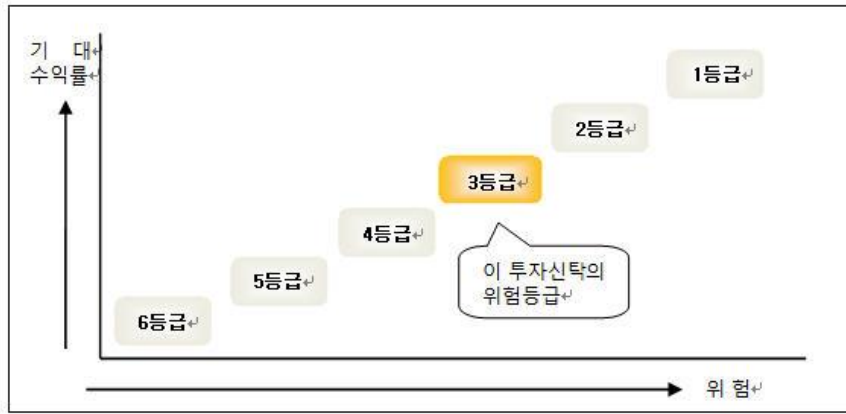 기 대↵
수익률↵
1등급↵
2등급↵
3등급↵
4등급↵
이 투자신탁의
위험등급↵
5등급↵
6등급↵
위 험↵